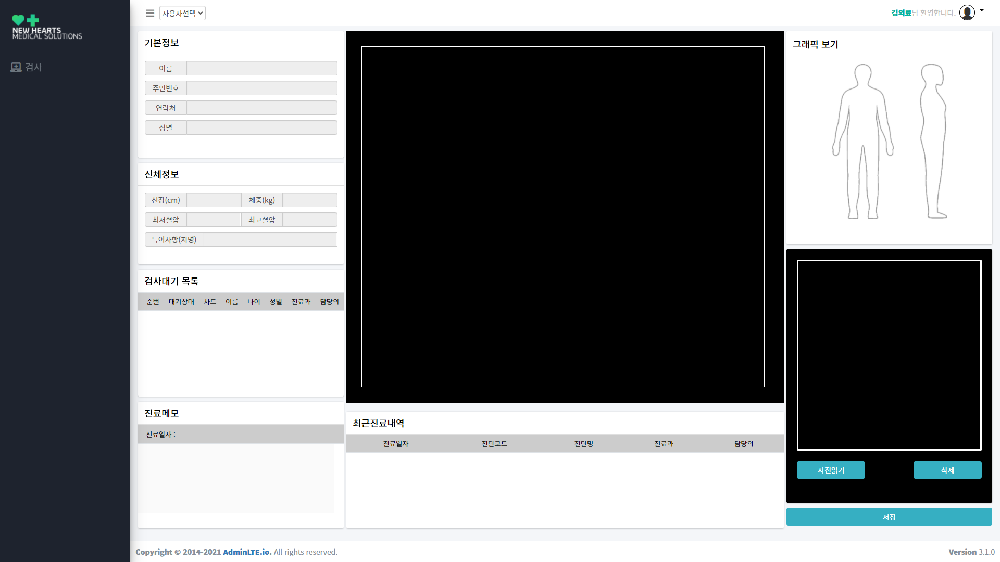 NEW HEARTS
MEDICAL SOLUTIONS
검사
사용자선택
김의료님 환영합니다.
기본정보
이름
주민번호
연락처
성별
신체정보
신장(cm) 체중(kg)
최저혈압 최고혈압
특이사항(지병)
검사대기 목록
순번 대기상태 차트 이름 나이 성별 진료과 담당의
진료메모
진료일자 :
최근진료내역
진료일자 진단코드 진단명 진료과 담당의
그래픽 보기
사진읽기 삭제
저장
Copyright © 2014-2021 AdminLTE.io. All rights reserved.
Version 3.1.0